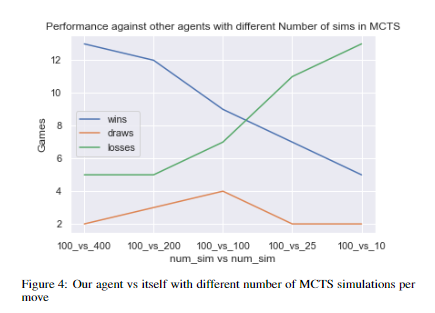 Performance against other agents with different Number of sims in MCTS
12
10
8
6
4
2
Games
wins
draws
losses
100_vs_400 100_vs_200 100_vs_100 100_vs_25 100_vs_10
num_sim vs num_sim
Figure 4: Our agent vs itself with different number of MCTS simulations per
move